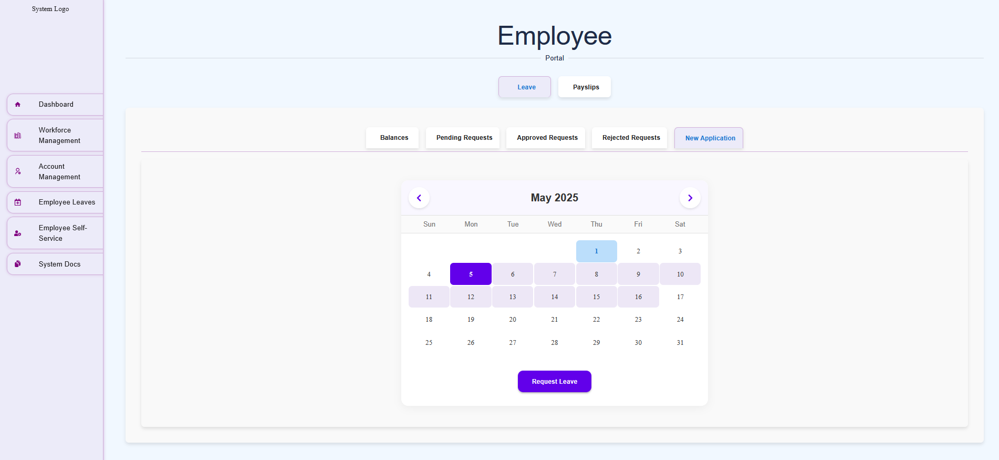 System Logo
Employee
Portal
Leave Payslips
Dashboard
Workforce
Management
Account
Management
Employee Leaves
Employee Self-
Service
System Docs
Balances Pending Requests Approved Requests Rejected Requests New Application
May 2025
Sun Mon Tue Wed Thu Fri Sat
1 2 3
4 5 6 7 8 9 10
11 12 13 14 15 16 17
18 19 20 21 22 23 24
25 26 27 28 29 30 31
Request Leave